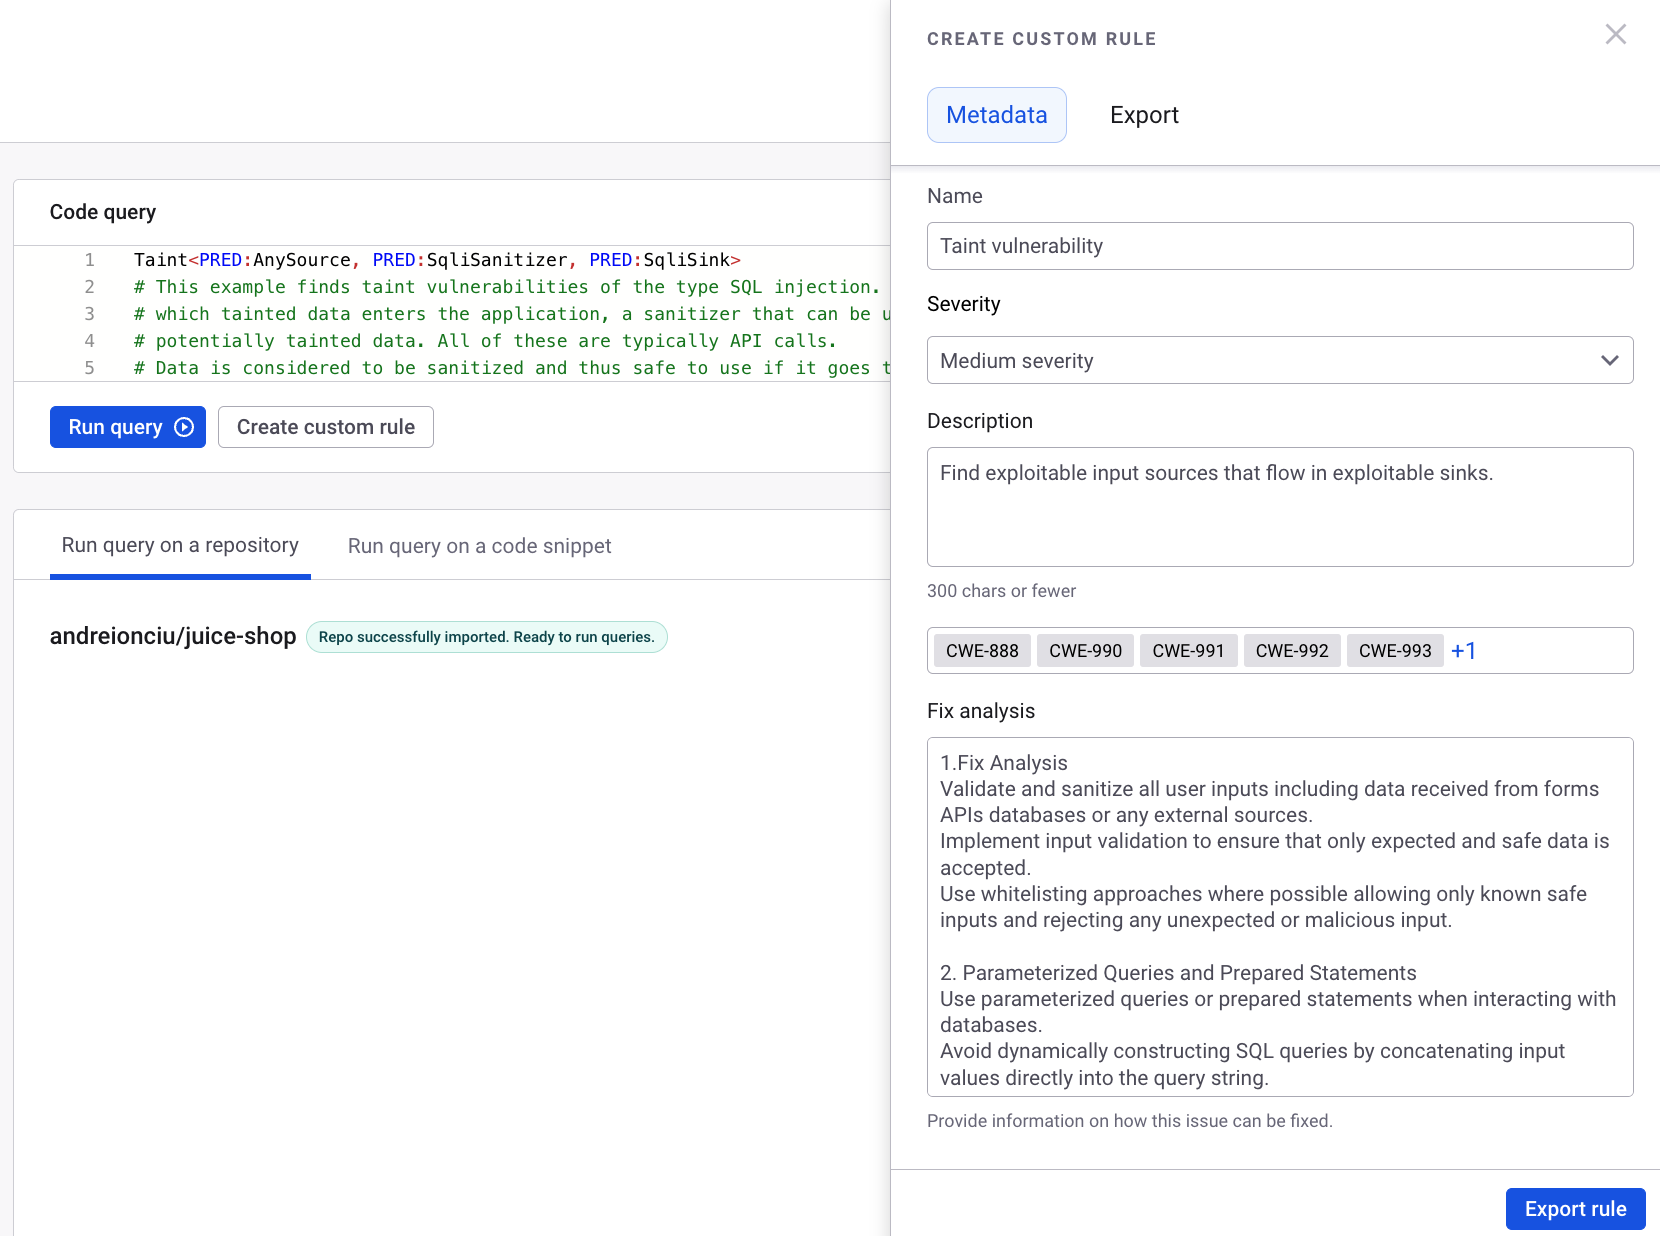 CREATE CUSTOM RULE
Metadata
Export
Code query
1 Taint<PRED:AnySource, PRED:SqliSanitizer, PRED:SqliSink>
2 # This example finds taint vulnerabilities of the type SQL injection.
3 # which tainted data enters the application, a sanitizer that can be
4 # potentially tainted data. All of these are typically API calls.
5 # Data is considered to be sanitized and thus safe to use if it goes
Run query
Create custom rule
Run query on a repository
Run query on a code snippet
andreionciu/juice-shop
Repo successfully imported. Ready to run queries.
Name
Taint vulnerability
Severity
Medium severity
Description
Find exploitable input sources that flow in exploitable sinks.
300 chars or fewer
CWE-888 CWE-990 CWE-991 CWE-992 CWE-993 +1
Fix analysis
1.Fix Analysis
Validate and sanitize all user inputs including data received from forms
APIs databases or any external sources.
Implement input validation to ensure that only expected and safe data is
accepted.
Use whitelisting approaches where possible allowing only known safe
inputs and rejecting any unexpected or malicious input.
2. Parameterized Queries and Prepared Statements
Use parameterized queries or prepared statements when interacting with
databases.
Avoid dynamically constructing SQL queries by concatenating input
values directly into the query string.
Provide information on how this issue can be fixed.
Export rule